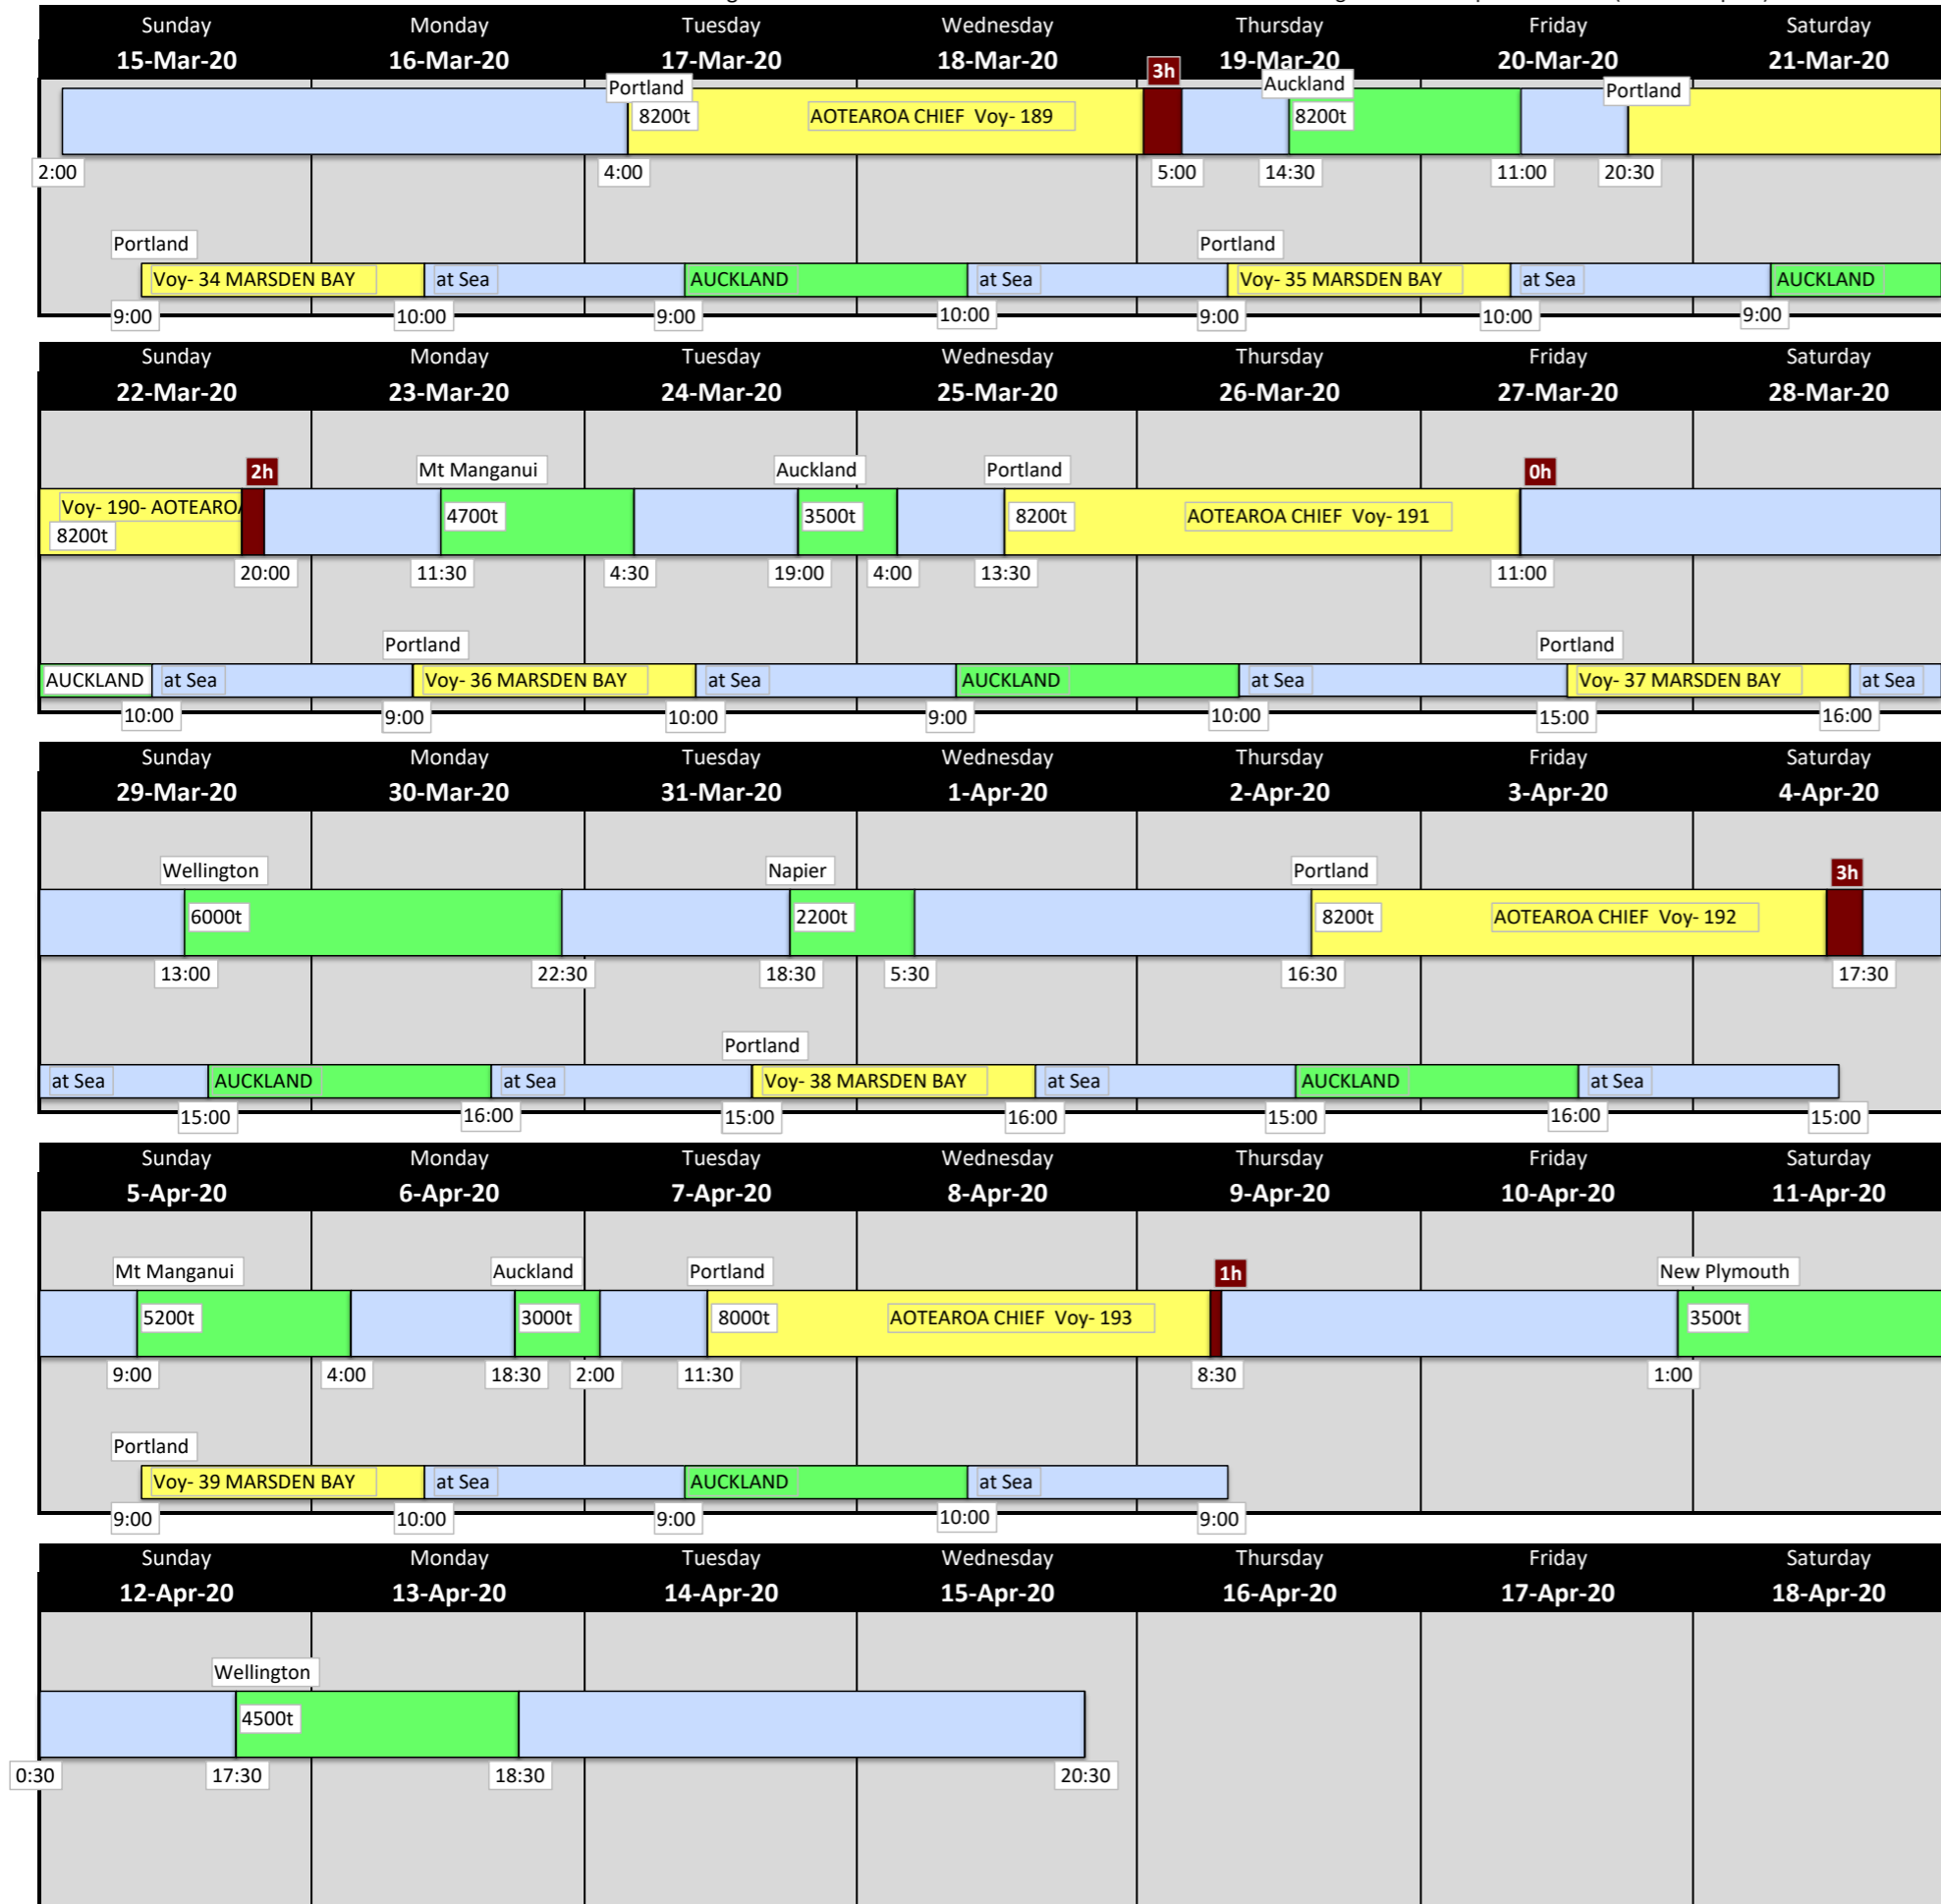 Sunday Monday Tuesday Wednesday Thursday Friday Saturday
15-Mar-20 16-Mar-20 17-Mar-20 18-Mar-20 19-Mar-20 20-Mar-20 21-Mar-20
3h
Portland Auckland Portland
8200t AOTEAROA CHIEF Voy- 189 8200t
2:00 4:00 5:00 14:30 11:00 20:30
Portland Portland
Voy- 34 MARSDEN BAY at Sea AUCKLAND at Sea Voy- 35 MARSDEN BAY at Sea AUCKLAND
9:00 10:00 9:00 10:00 9:00 10:00 9:00
Sunday Monday Tuesday Wednesday Thursday Friday Saturday
22-Mar-20 23-Mar-20 24-Mar-20 25-Mar-20 26-Mar-20 27-Mar-20 28-Mar-20
2h Mt Manganui Auckland Portland 0h
Voy- 190- AOTEARO
8200t 4700t 3500t 8200t AOTEAROA CHIEF Voy- 191
20:00 11:30 4:30 19:00 4:00 13:30 11:00
Portland Portland
AUCKLAND at Sea Voy- 36 MARSDEN BAY at Sea AUCKLAND at Sea Voy- 37 MARSDEN BAY at Sea
10:00 9:00 10:00 9:00 10:00 15:00 16:00
Sunday Monday Tuesday Wednesday Thursday Friday Saturday
29-Mar-20 30-Mar-20 31-Mar-20 1-Apr-20 2-Apr-20 3-Apr-20 4-Apr-20
Wellington Napier Portland 3h
6000t 2200t 8200t AOTEAROA CHIEF Voy- 192
13:00 22:30 18:30 5:30 16:30 17:30
Portland
at Sea AUCKLAND at Sea Voy- 38 MARSDEN BAY at Sea AUCKLAND at Sea
15:00 16:00 15:00 16:00 15:00 16:00 15:00
Sunday Monday Tuesday Wednesday Thursday Friday Saturday
5-Apr-20 6-Apr-20 7-Apr-20 8-Apr-20 9-Apr-20 10-Apr-20 11-Apr-20
Mt Manganui Auckland Portland 1h New Plymouth
5200t 3000t 8000t AOTEAROA CHIEF Voy- 193 3500t
9:00 4:00 18:30 2:00 11:30 8:30 1:00
Portland
Voy- 39 MARSDEN BAY at Sea AUCKLAND at Sea
9:00 10:00 9:00 10:00 9:00
Sunday Monday Tuesday Wednesday Thursday Friday Saturday
12-Apr-20 13-Apr-20 14-Apr-20 15-Apr-20 16-Apr-20 17-Apr-20 18-Apr-20
Wellington
4500t
0:30 17:30 18:30 20:30